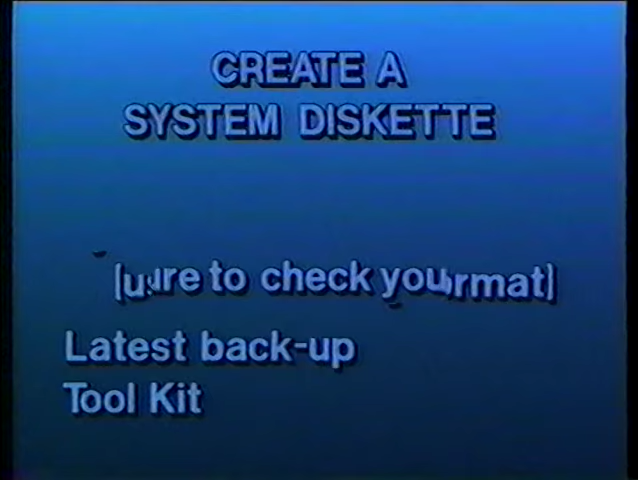 CREATE A
SYSTEM DISKETTE
to check
Latest back-up
Tool Kit